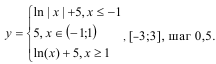 y = { ln | x | +5, x ≤ -1
5, x ∈ (-1;1)
ln(x) + 5, x ≥ 1
, [-3;3], шаг 0,5.